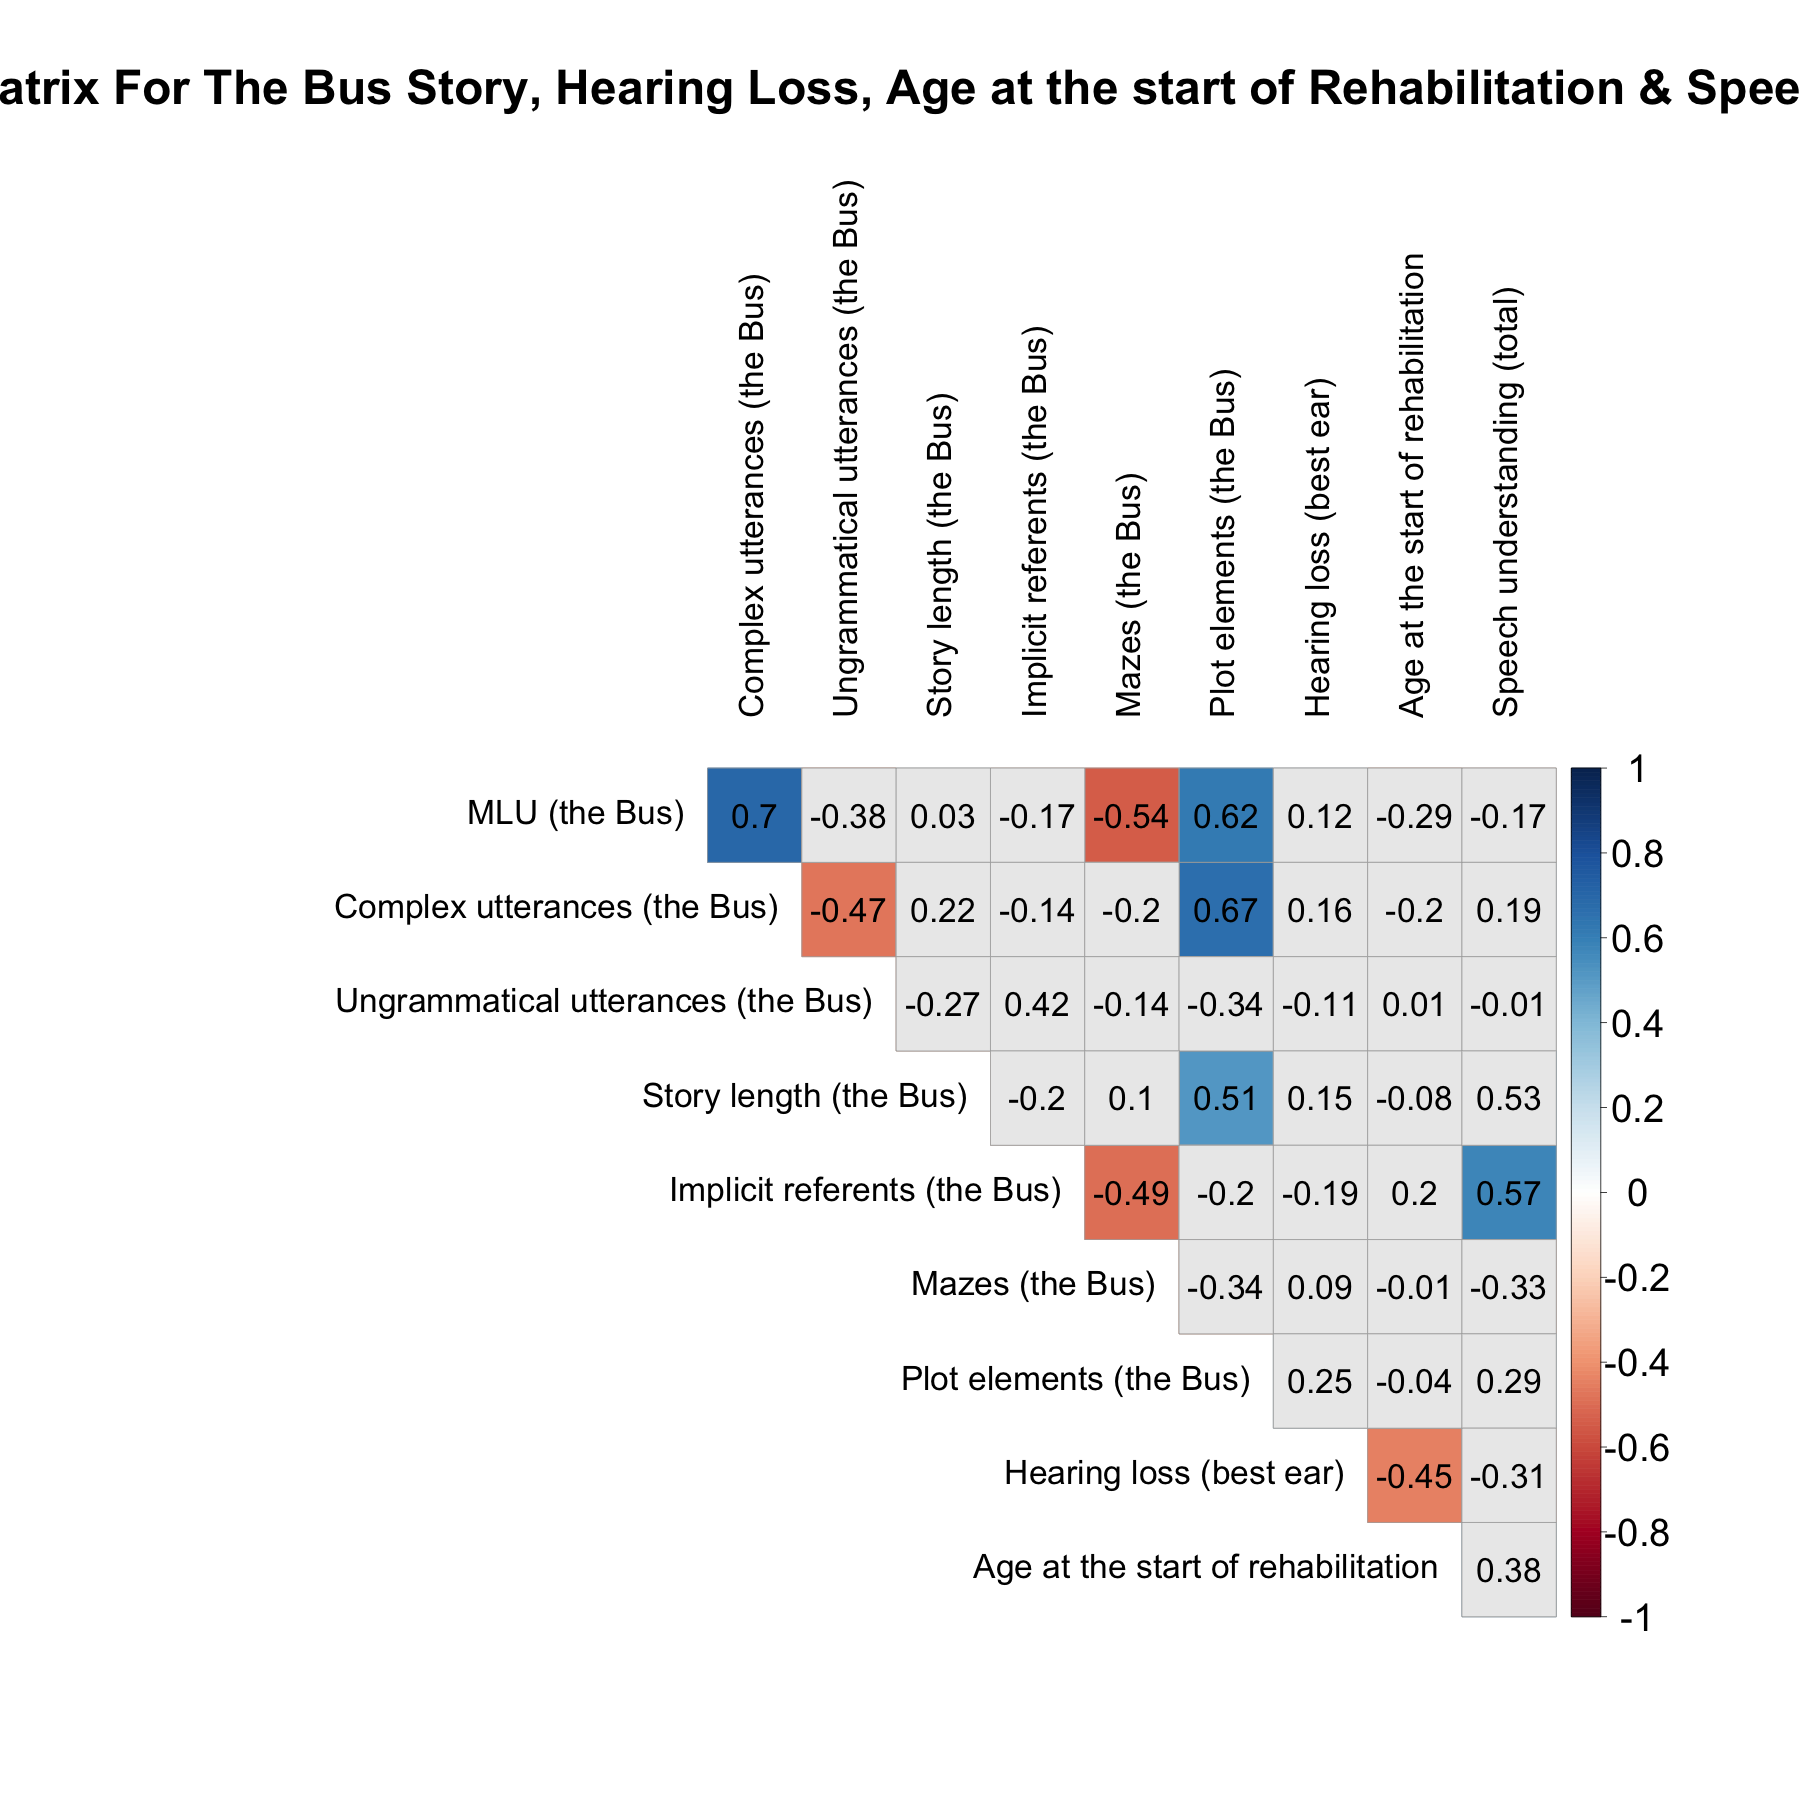 atrix For The Bus Story, Hearing Loss, Age at the start of Rehabilitation & Spee
Complex utterances (the Bus)
Ungrammatical utterances (the Bus)
Story length (the Bus)
Implicit referents (the Bus)
Mazes (the Bus)
Plot elements (the Bus)
Hearing loss (best ear)
Age at the start of rehabilitation
Speech understanding (total)
MLU (the Bus) 0.7 -0.38 0.03 -0.17 -0.54 0.62 0.12 -0.29 -0.17
Complex utterances (the Bus) -0.47 0.22 -0.14 -0.2 0.67 0.16 -0.2 0.19
Ungrammatical utterances (the Bus) -0.27 0.42 -0.14 -0.34 -0.11 0.01 -0.01
Story length (the Bus) -0.2 0.1 0.51 0.15 -0.08 0.53
Implicit referents (the Bus) -0.49 -0.2 -0.19 0.2 0.57
Mazes (the Bus) -0.34 0.09 -0.01 -0.33
Plot elements (the Bus) 0.25 -0.04 0.29
Hearing loss (best ear) -0.45 -0.31
Age at the start of rehabilitation 0.38
1
0.8
0.6
0.4
0.2
0
-0.2
-0.4
-0.6
-0.8
-1